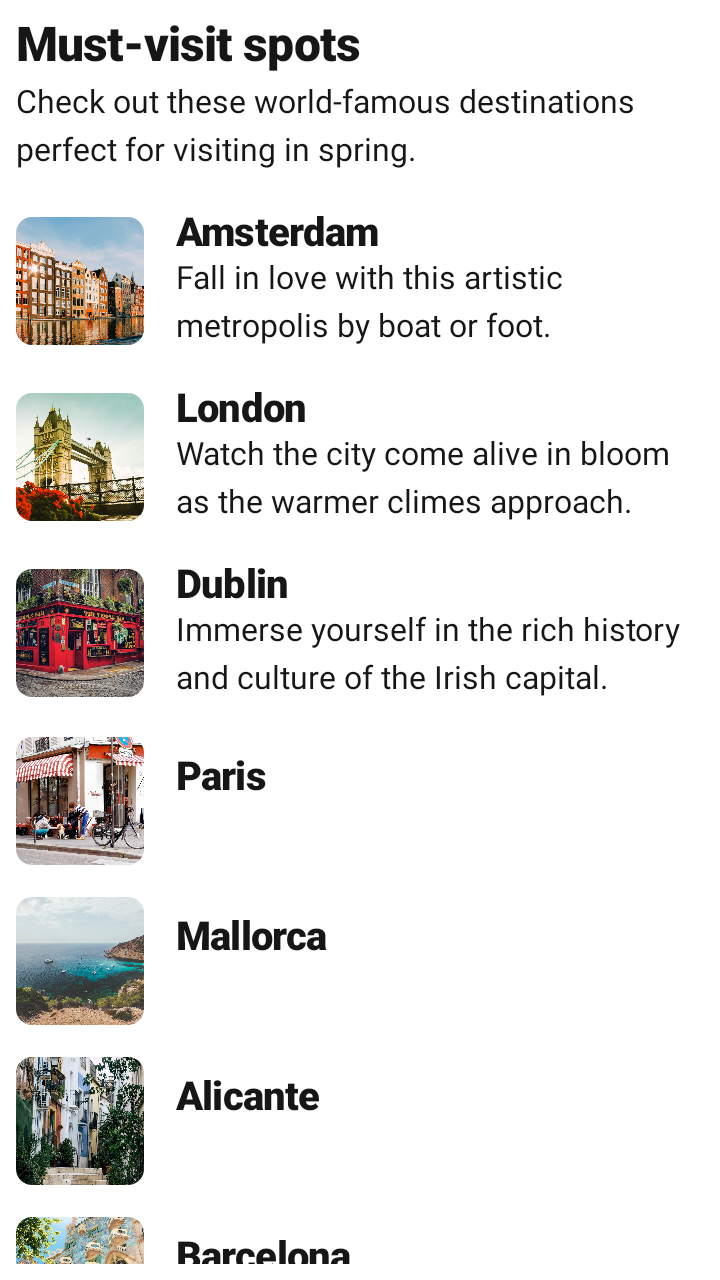 Must-visit spots
Check out these world-famous destinations
perfect for visiting in spring.
Amsterdam
Fall in love with this artistic
metropolis by boat or foot.
London
Watch the city come alive in bloom
as the warmer climes approach.
Dublin
Immerse yourself in the rich history
and culture of the Irish capital.
Paris
Mallorca
Alicante
Barcelona